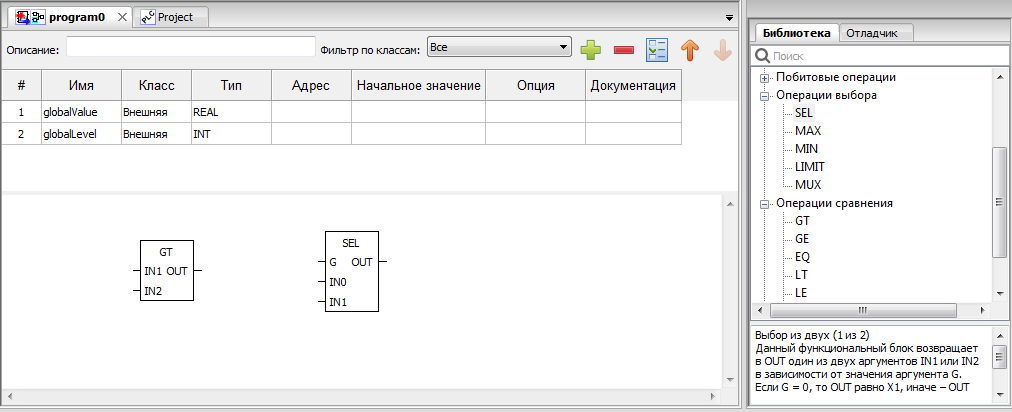 program0
Project
Описание:
Фильтр по классам:
Все
# Имя Класс Тип Адрес Начальное значение Опция Документация
1 globalValue Внешняя REAL
2 globalLevel Внешняя INT
GT
IN1 OUT
IN2
SEL
G OUT
IN0
IN1
Библиотека
Отладчик
Поиск
Побитовые операции
Операции выбора
SEL
MAX
MIN
LIMIT
MUX
Операции сравнения
GT
GE
EQ
LT
LE
Выбор из двух (1 из 2)
Данный функциональный блок возвращает
в OUT один из двух аргументов IN1 или IN2
в зависимости от значения аргумента G.
Если G = 0, то OUT равно X1, иначе – OUT